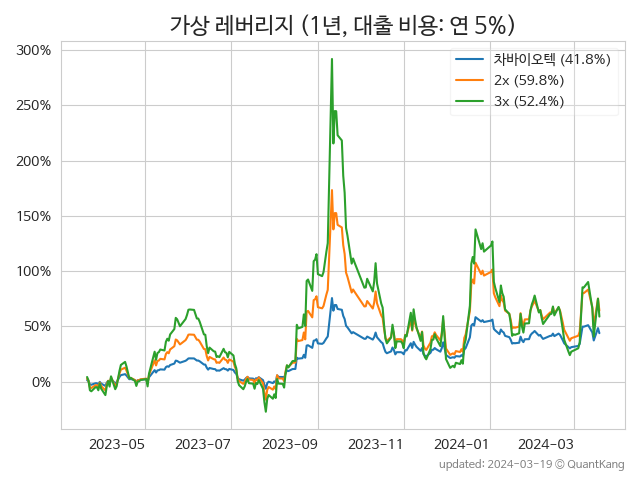 가상 레버리지 (1년, 대출 비용: 연 5%)
300%
250%
200%
150%
100%
50%
0%
차바이오텍 (41.8%)
2x (59.8%)
3x (52.4%)
2023-05
2023-07
2023-09
2023-11
2024-01
2024-03
updated: 2024-03-19 © QuantKang